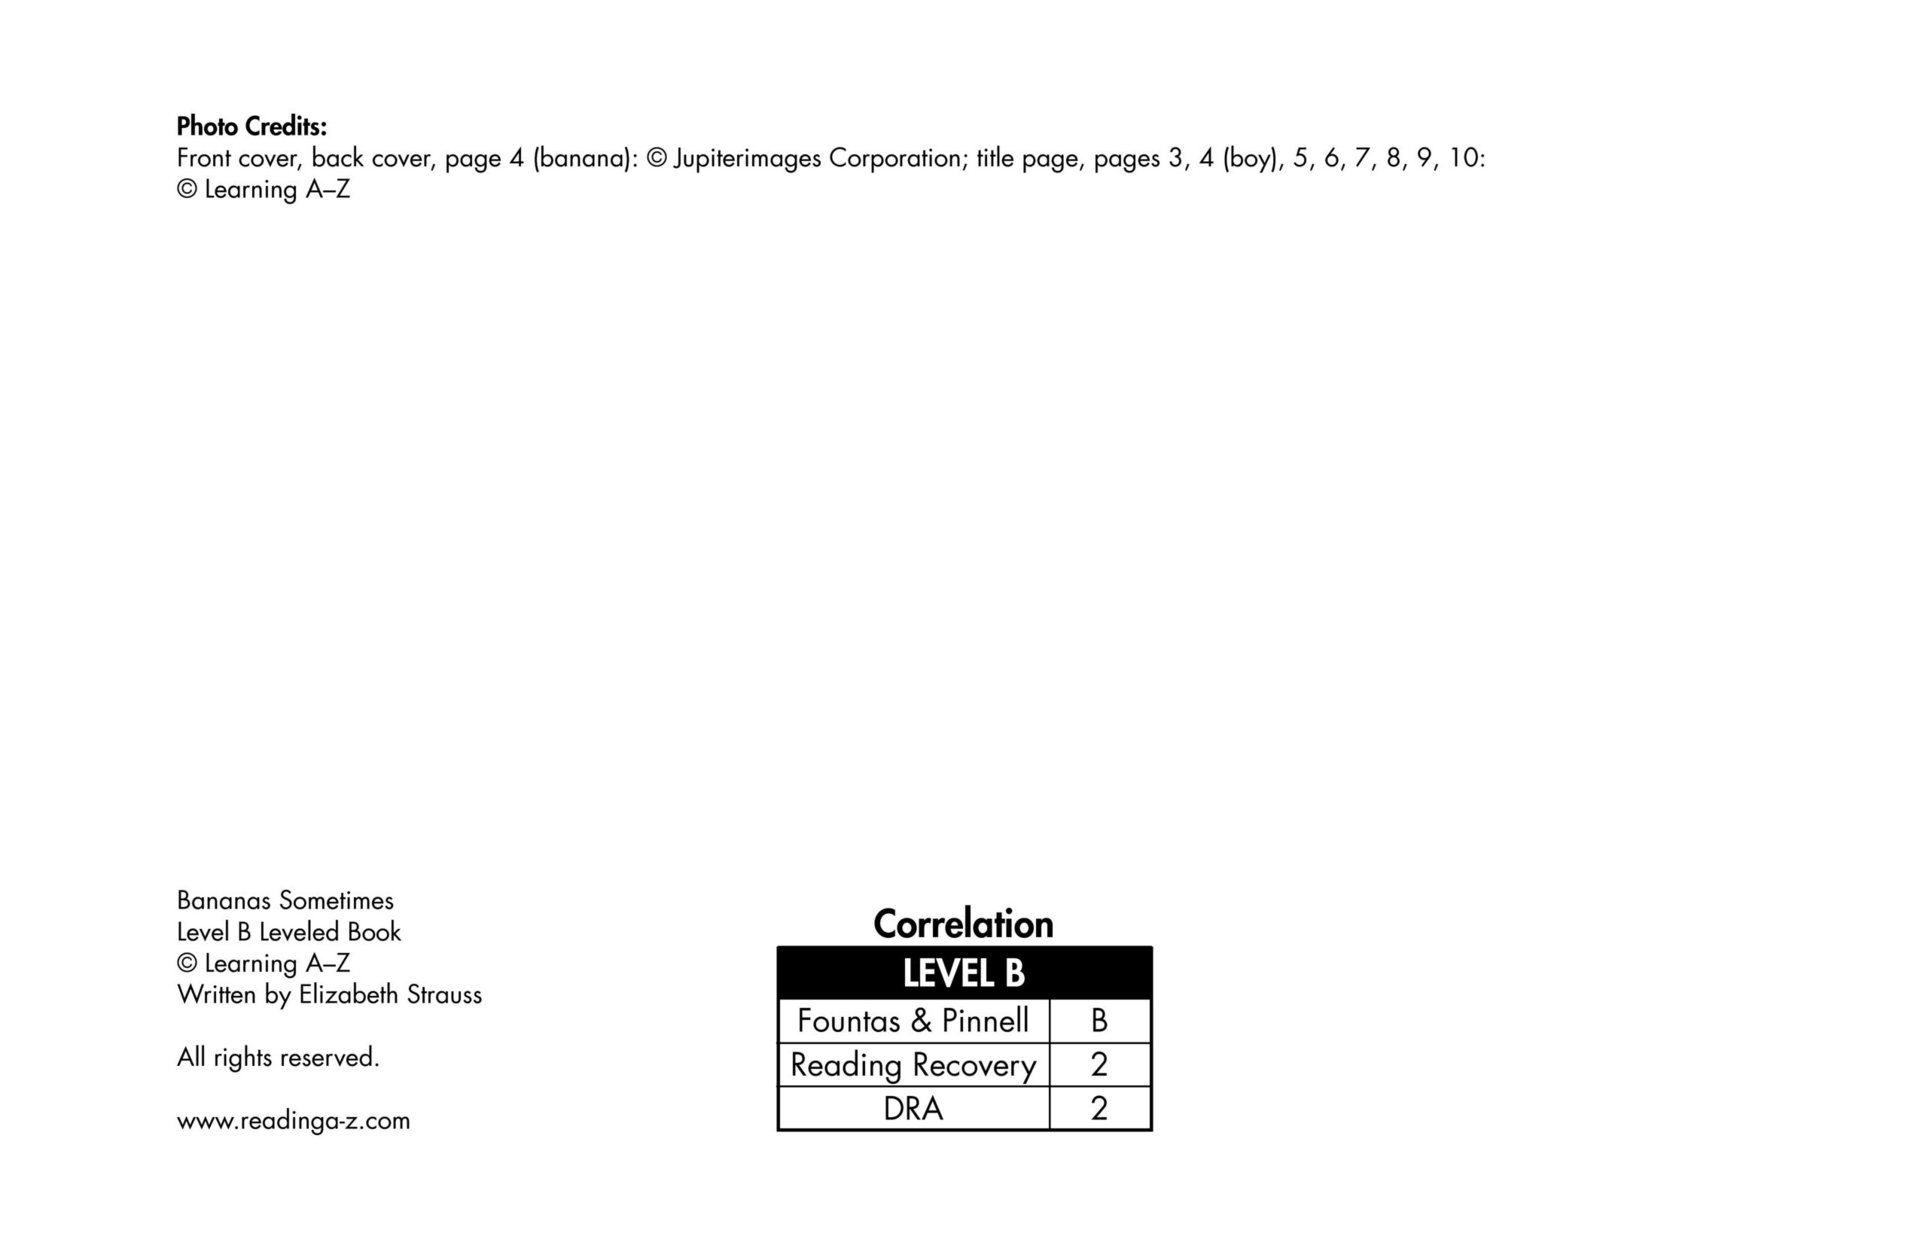 Photo Credits:
Front cover, back cover, page 4 (banana): © Jupiterimages Corporation; title page, pages 3, 4 (boy), 5, 6, 7, 8, 9, 10:
© Learning A–Z
Bananas Sometimes
Level B Leveled Book
© Learning A–Z
Written by Elizabeth Strauss
All rights reserved.
www.readinga-z.com
Correlation
LEVEL B
Fountas & Pinnell B
Reading Recovery 2
DRA 2